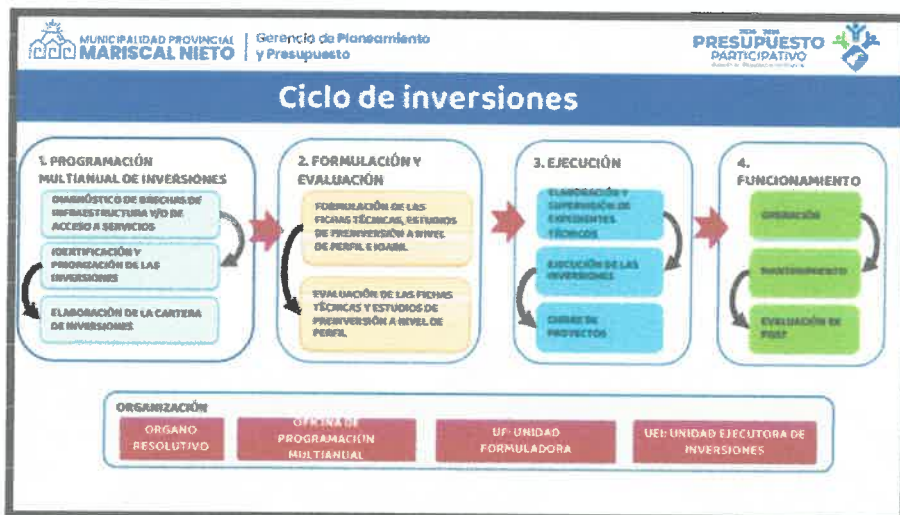 MUNICIPALIDAD PROVINCIAL
MARISCAL NIETO
Gerencia de Planeamiento
y Presupuesto
PRESUPUESTO
PARTICIPATIVO
Ciclo de inversiones
1. PROGRAMACIÓN
MULTIANUAL DE INVERSIONES
DIAGNÓSTICO DE BRECHAS DE
INFRAESTRUCTURA Y/O DE
ACCESO A SERVICIOS
IDENTIFICACIÓN Y
PRIORIZACIÓN DE LAS
INVERSIONES
ELABORACIÓN DE LA CARTERA
DE INVERSIONES
2. FORMULACIÓN Y
EVALUACIÓN
FORMULACIÓN DE LAS
FICHAS TÉCNICAS, ESTUDIOS
DE PREINVERSIÓN A NIVEL
DE PERFIL E IOARR.
EVALUACIÓN DE LAS FICHAS
TÉCNICAS Y ESTUDIOS DE
PREINVERSIÓN A NIVEL DE
PERFIL.
3. EJECUCIÓN
ELABORACIÓN Y
SUPERVISIÓN DE
EXPEDIENTES
TÉCNICOS
EJECUCIÓN DE LAS
INVERSIONES
CIERRE DE
PROYECTOS
4.
FUNCIONAMIENTO
OPERACIÓN
MANTENIMIENTO
EVALUACIÓN EX
POST
ORGANIZACIÓN
ORGANO
RESOLUTIVO
OFICINA DE
PROGRAMACIÓN
MULTIANUAL
UF: UNIDAD
FORMULADORA
UEI: UNIDAD EJECUTORA DE
INVERSIONES